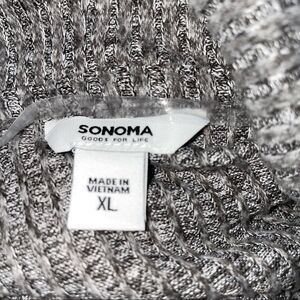 SONOMA
GOODS FOR LIFE
MADE IN
VIETNAM
XL